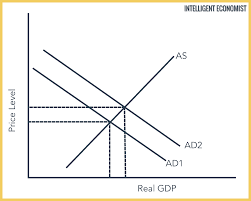 INTELLIGENT ECONOMIST
AS
Price Level
AD2
AD1
Real GDP